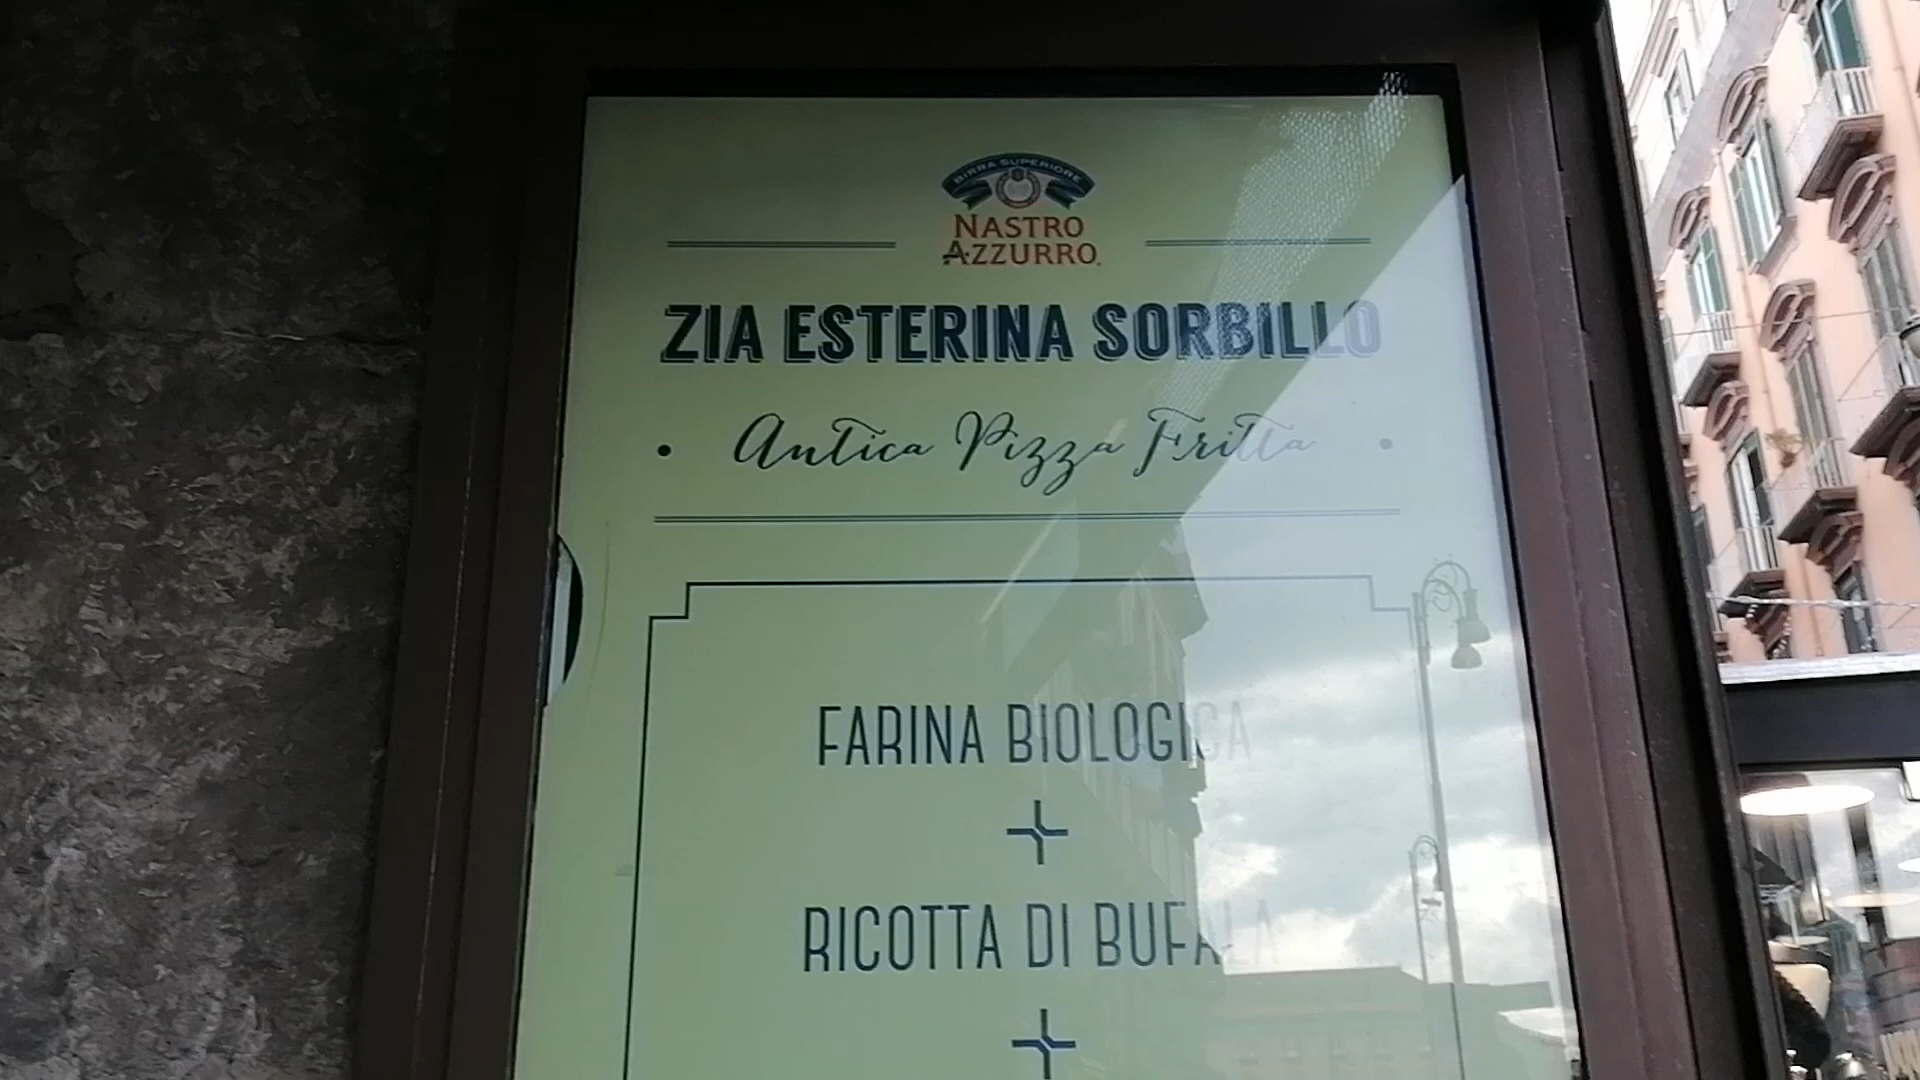 BIRRA SUPERIORE
NASTRO
AZZURRO
ZIA ESTERINA SORBILLO
• Antica Pizza Fritta •
FARINA BIOLOGICA
+
RICOTTA DI BUFALA
+